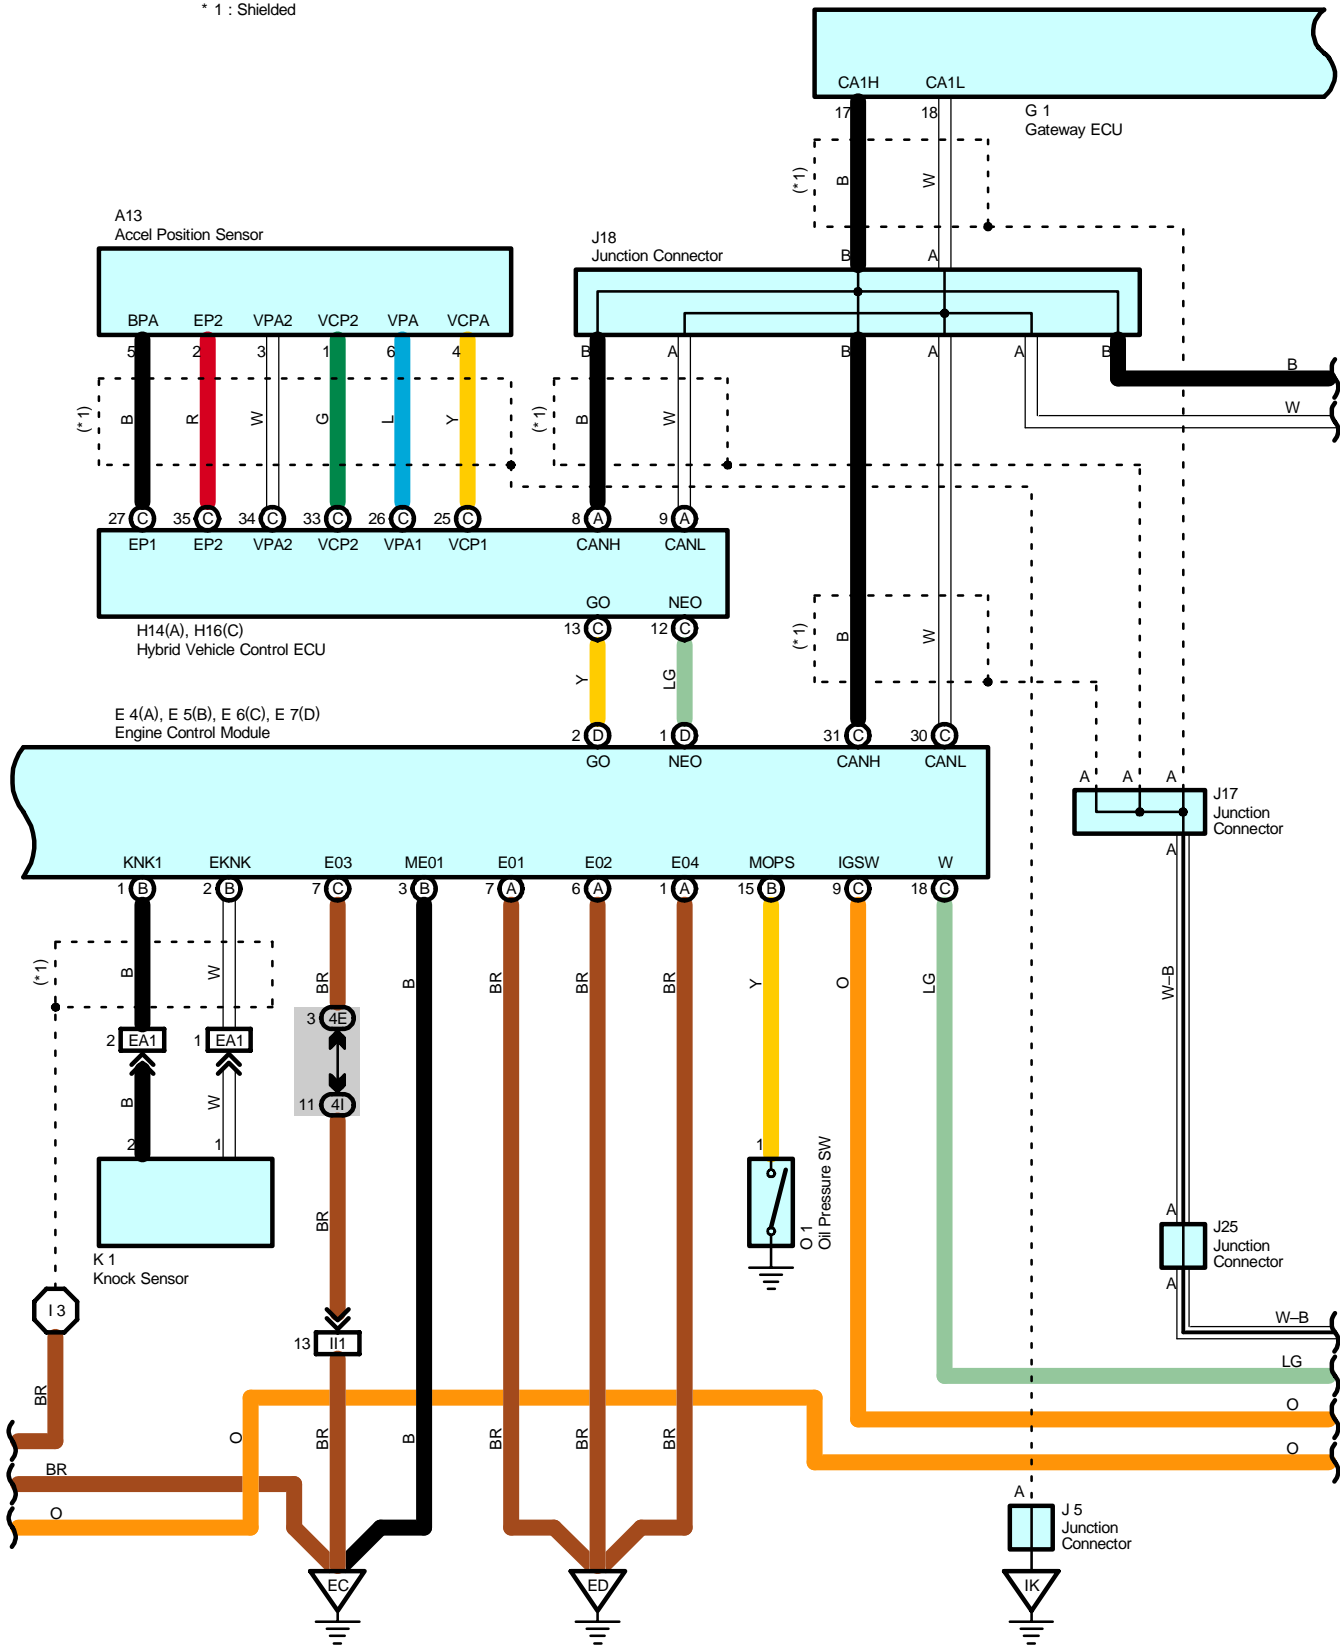 * 1 : Shielded
CA1H CA1L
17 18
G 1
Gateway ECU
(*1) B W
A13
Accel Position Sensor
J18
Junction Connector
B A
BPA EP2 VPA2 VCP2 VPA VCPA
5 2 3 1 6 4
B A B A A B
B
W
(*1) B R W G L Y
(*1) B W
27 C 35 C 34 C 33 C 26 C 25 C 8 A 9 A
EP1 EP2 VPA2 VCP2 VPA1 VCP1 CANH CANL
GO NEO
13 C 12 C
H14(A), H16(C)
Hybrid Vehicle Control ECU
(*1) B W
Y LG
E 4(A), E 5(B), E 6(C), E 7(D)
Engine Control Module
2 D 1 D 31 C 30 C
GO NEO CANH CANL
A A A
J17
Junction
Connector
A
KNK1 EKNK E03 ME01 E01 E02 E04 MOPS IGSW W
1 B 2 B 7 C 3 B 7 A 6 A 1 A 15 B 9 C 18 C
(*1) B W BR B BR BR BR Y O LG W–B
3 4E
2 EA1 1 EA1
11 4I
B W
2 1
1
O 1
Oil Pressure SW
BR
A
J25
Junction
Connector
A
K 1
Knock Sensor
I 3
13 II1
W–B
LG
BR
O
O BR B BR BR BR
O
BR
O
A
J 5
Junction
Connector
EC ED IK